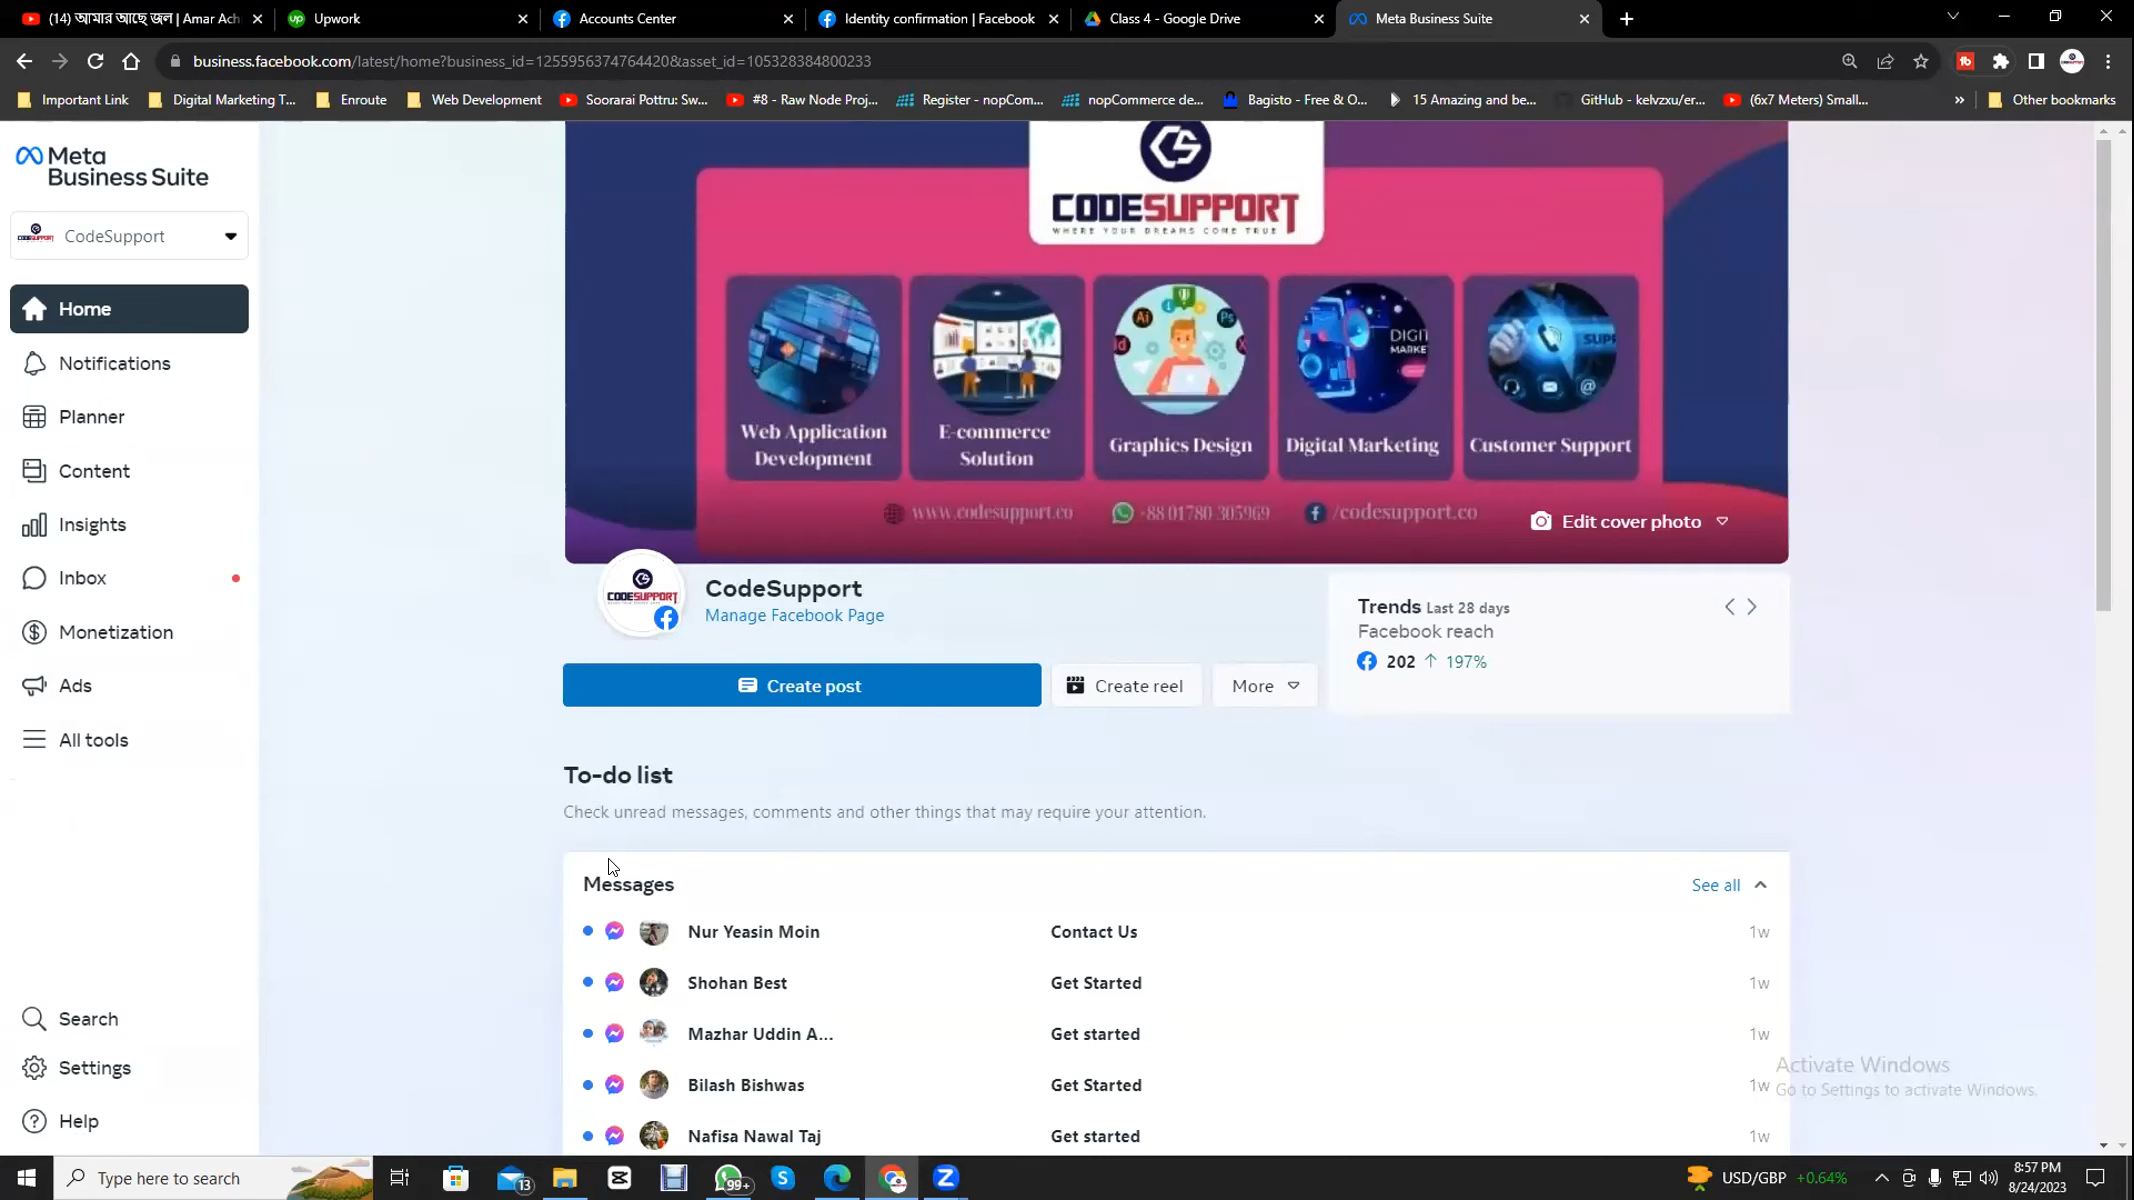 (14) আমার আছে জল | Amar Ach
Upwork
Accounts Center
Identity confirmation | Facebook
Class 4 - Google Drive
Meta Business Suite
business.facebook.com/latest/home?business_id=1255956374764420&asset_id=105328384800233
Important Link
Digital Marketing T...
Enroute
Web Development
Soorarai Pottru: Sw...
#8 - Raw Node Proj...
Register - nopCom...
nopCommerce de...
Bagisto - Free & O...
15 Amazing and be...
GitHub - kelvzxu/er...
(6x7 Meters) Small...
Other bookmarks
Meta
Business Suite
CodeSupport
Home
Notifications
Planner
Content
Insights
Inbox
Monetization
Ads
All tools
Search
Settings
Help
CODESUPPORT
WHERE YOUR DREAMS COME TRUE
Web Application
Development
E-commerce
Solution
Graphics Design
Digital Marketing
Customer Support
www.codesupport.co
+88 01780 305969
/codesupport.co
Edit cover photo
CodeSupport
Manage Facebook Page
Trends Last 28 days
Facebook reach
202 ↑ 197%
Create post
Create reel
More
To-do list
Check unread messages, comments and other things that may require your attention.
Messages
See all
Nur Yeasin Moin Contact Us 1w
Shohan Best Get Started 1w
Mazhar Uddin A... Get started 1w
Bilash Bishwas Get Started 1w
Nafisa Nawal Taj Get started 1w
Activate Windows
Go to Settings to activate Windows.
Type here to search
13
99+
USD/GBP +0.64%
8:57 PM
8/24/2023